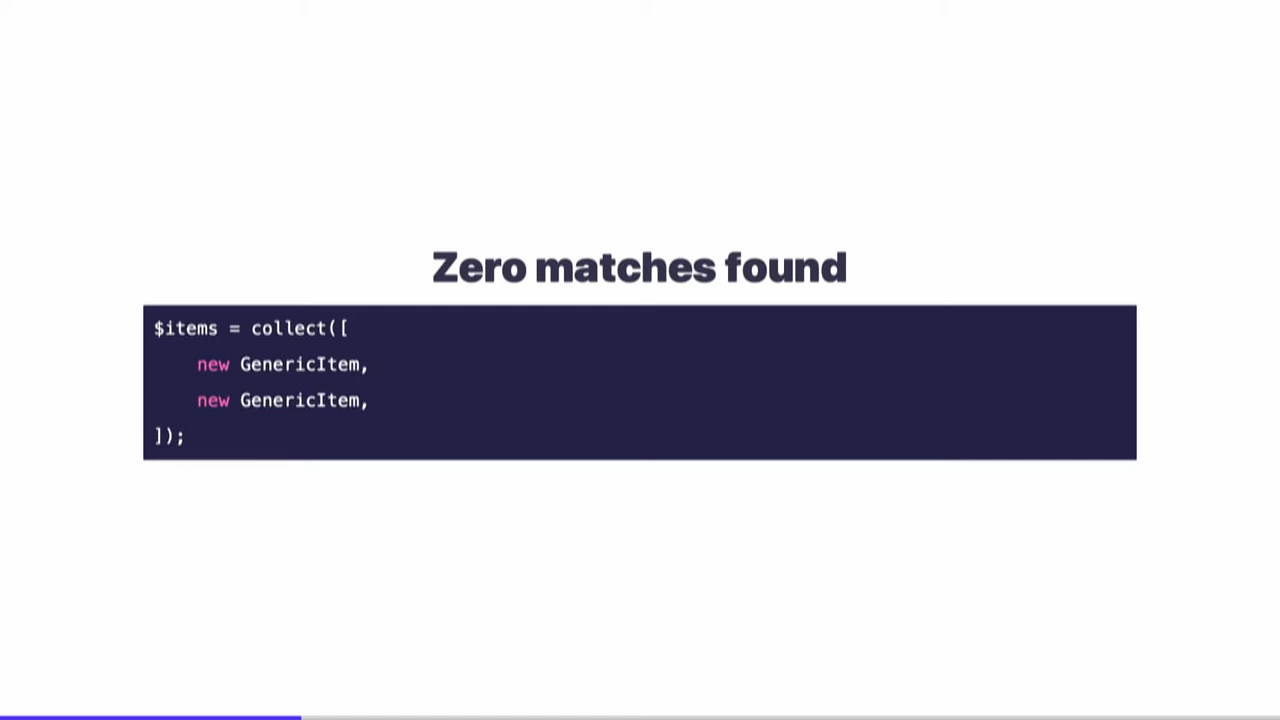 Zero matches found
$items = collect([
    new GenericItem,
    new GenericItem,
]);